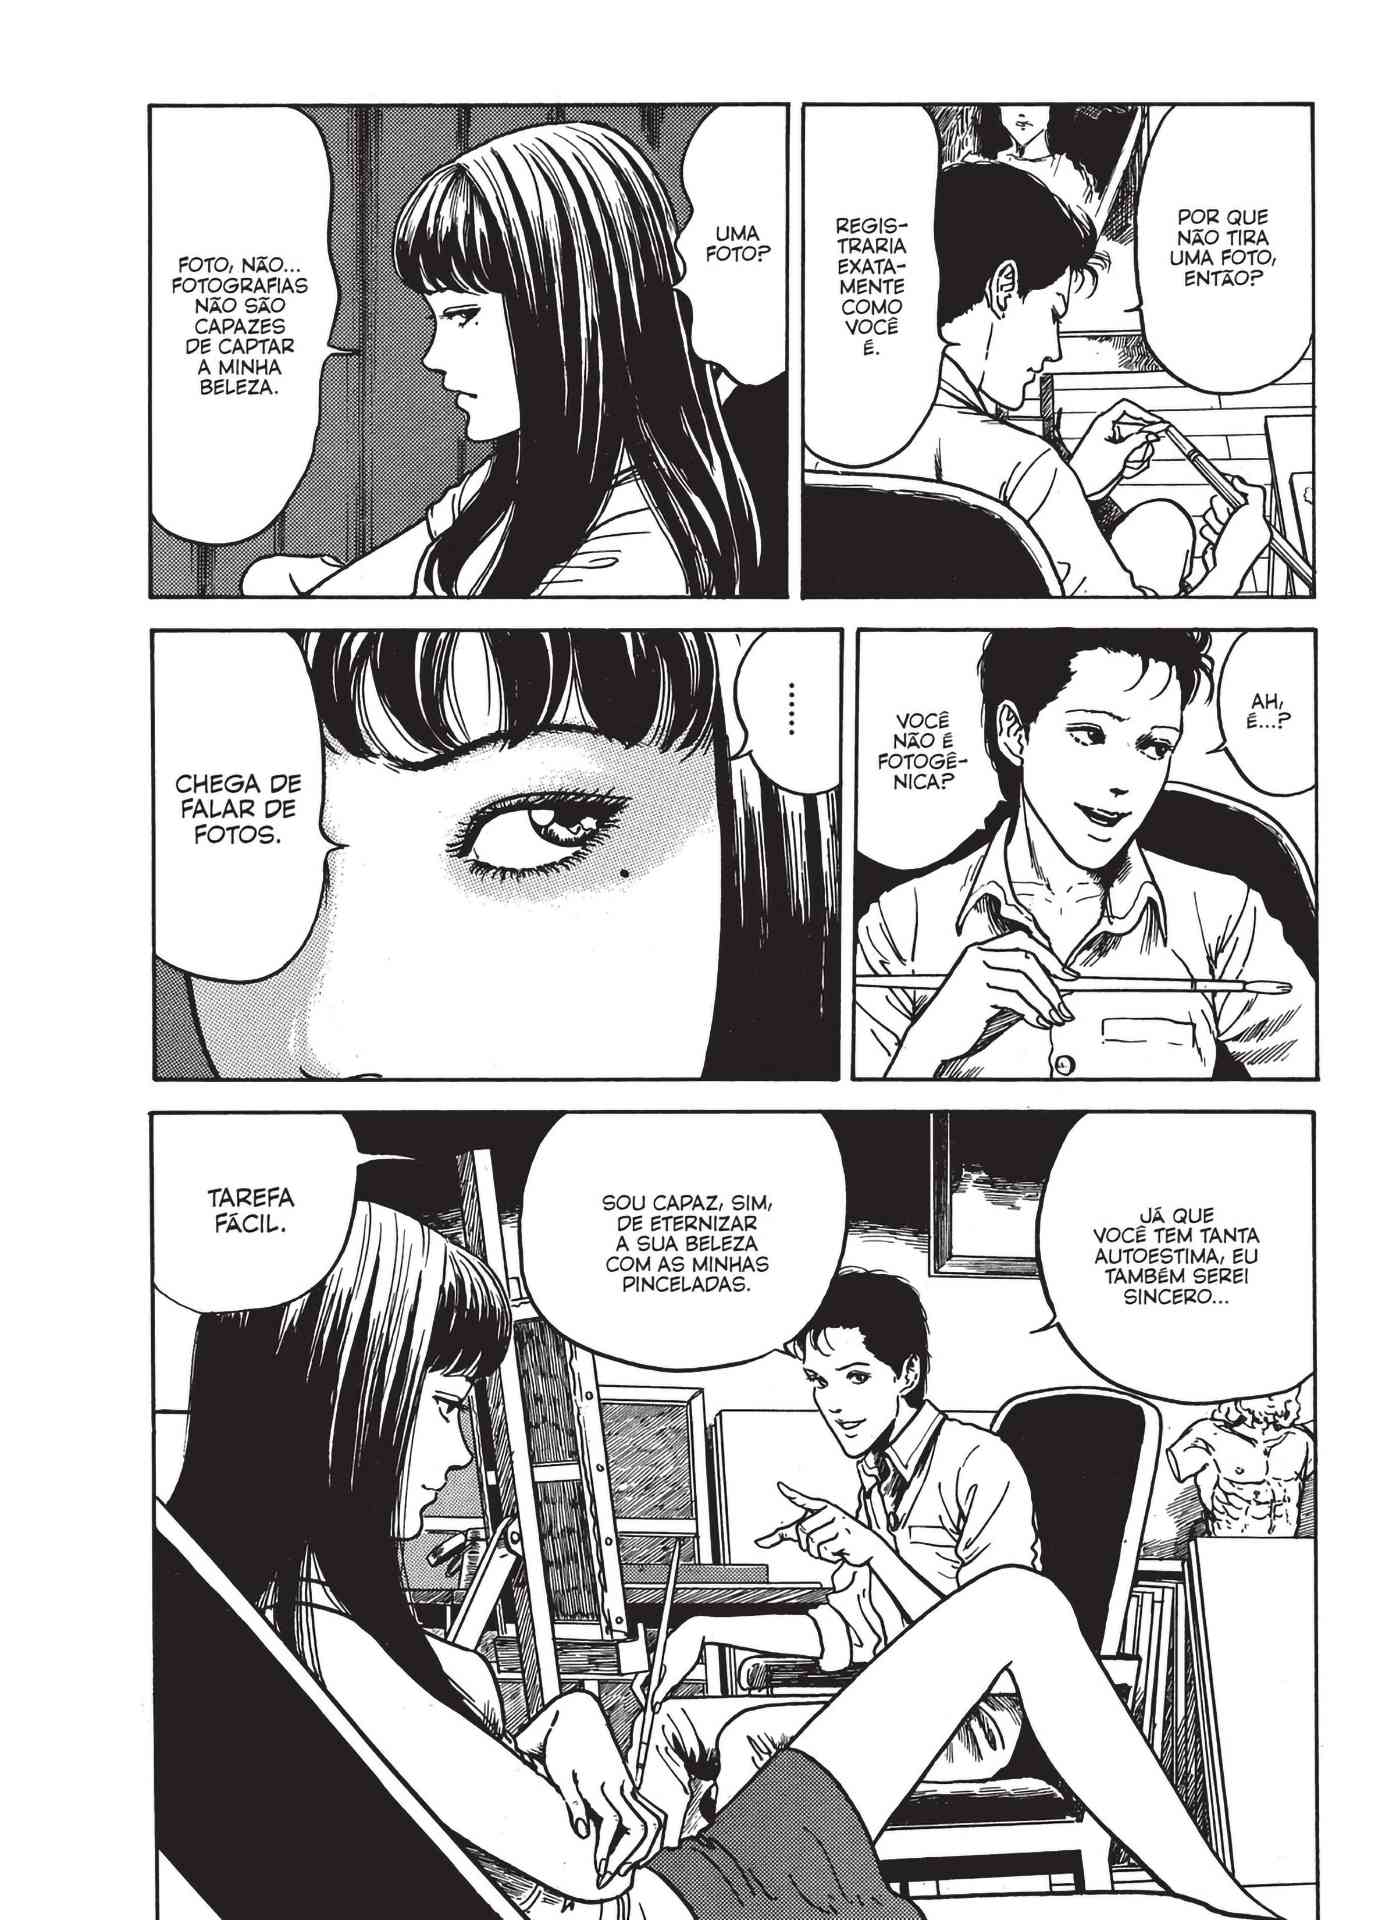 POR QUE
NÃO TIRA
UMA FOTO,
ENTÃO?
REGIS-
TRARIA
EXATA-
MENTE
COMO
VOCÊ
É.
UMA
FOTO?
FOTO, NÃO...
FOTOGRAFIAS
NÃO SÃO
CAPAZES
DE CAPTAR
A MINHA
BELEZA.
AH,
É...?
VOCÊ
NÃO É
FOTOGÊ-
NICA?
.......
CHEGA DE
FALAR DE
FOTOS.
JÁ QUE
VOCÊ TEM TANTA
AUTOESTIMA, EU
TAMBÉM SEREI
SINCERO...
SOU CAPAZ, SIM,
DE ETERNIZAR
A SUA BELEZA
COM AS MINHAS
PINCELADAS.
TAREFA
FÁCIL.